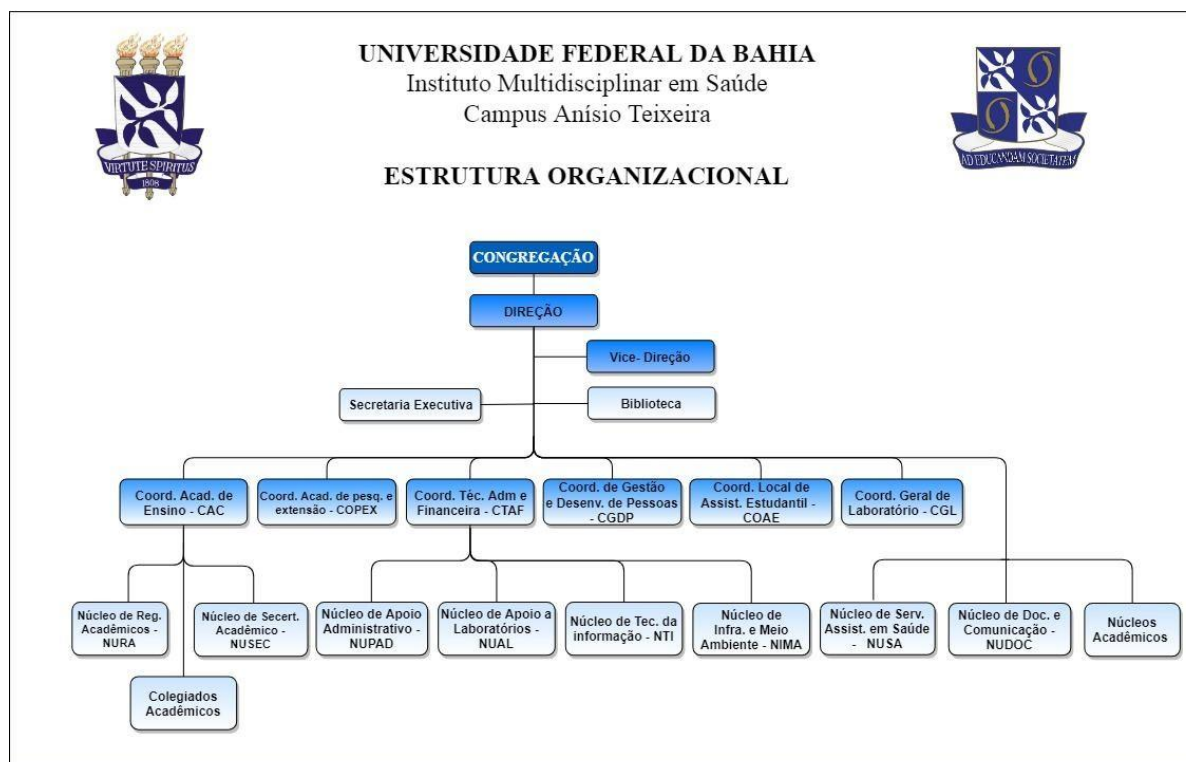 UNIVERSIDADE FEDERAL DA BAHIA
Instituto Multidisciplinar em Saúde
Campus Anísio Teixeira
VIRTUTE SPIRITUS
1808
AD EDUCANDAM SOCIETATEM
ESTRUTURA ORGANIZACIONAL
CONGREGAÇÃO
DIREÇÃO
Vice- Direção
Secretaria Executiva
Biblioteca
Coord. Acad. de
Ensino - CAC
Coord. Acad. de pesq. e
extensão - COPEX
Coord. Téc. Adm e
Financeira - CTAF
Coord. de Gestão
e Desenv. de Pessoas
- CGDP
Coord. Local de
Assist. Estudantil -
COAE
Coord. Geral de
Laboratório - CGL
Núcleo de Reg.
Acadêmicos -
NURA
Núcleo de Secert.
Acadêmico -
NUSEC
Núcleo de Apoio
Administrativo -
NUPAD
Núcleo de Apoio a
Laboratórios -
NUAL
Núcleo de Tec. da
informação - NTI
Núcleo de
Infra. e Meio
Ambiente - NIMA
Núcleo de Serv.
Assist. em Saúde
- NUSA
Núcleo de Doc. e
Comunicação -
NUDOC
Núcleos
Acadêmicos
Colegiados
Acadêmicos